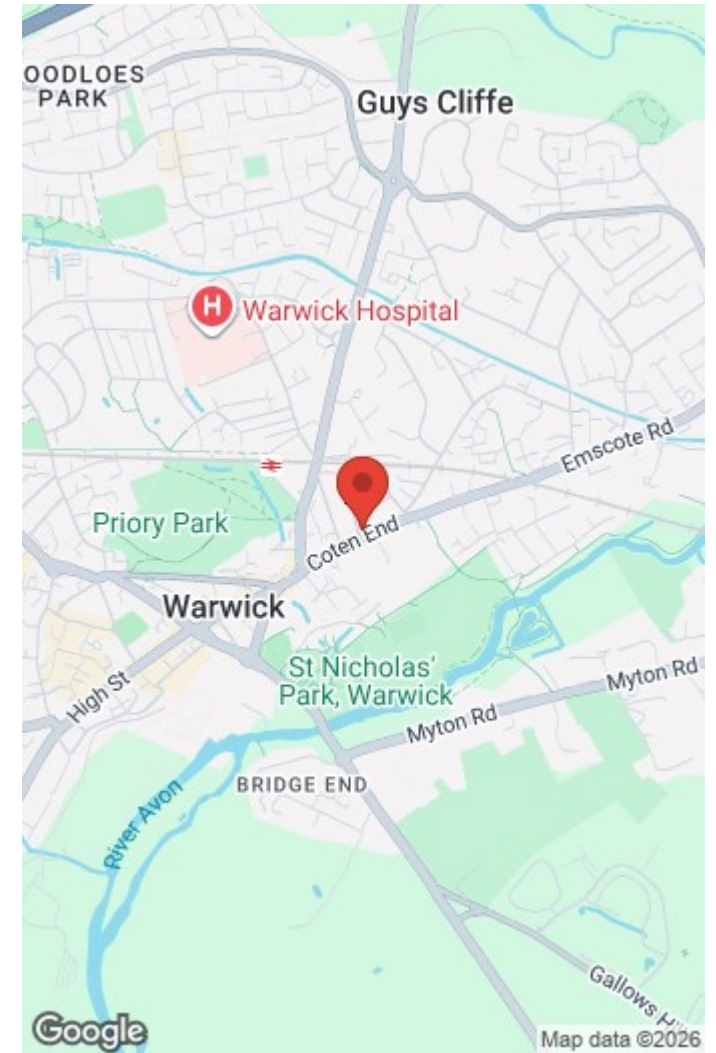 OODLOES
PARK
Guys Cliffe
H
Warwick Hospital
Emscote Rd
Priory Park
Coten End
Warwick
High St
St Nicholas'
Park, Warwick
Myton Rd
Myton Rd
BRIDGE END
River Avon
Gallows Hill
Google
Map data ©2026